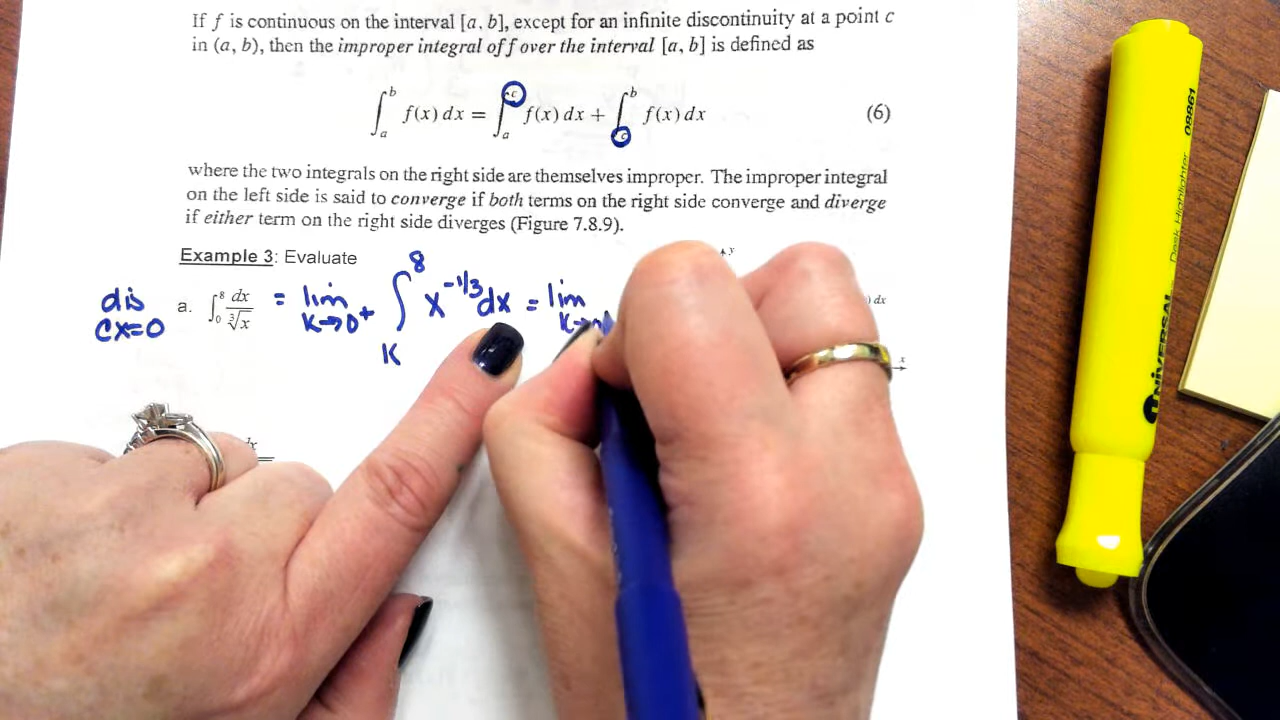 If f is continuous on the interval [a, b], except for an infinite discontinuity at a point c
in (a, b), then the improper integral of f over the interval [a, b] is defined as
∫_a^b f(x) dx = ∫_a^c f(x) dx + ∫_c^b f(x) dx (6)
where the two integrals on the right side are themselves improper. The improper integral
on the left side is said to converge if both terms on the right side converge and diverge
if either term on the right side diverges (Figure 7.8.9).
Example 3: Evaluate
dis @ x=0
a. ∫_0^8 dx/∛x = lim K→0⁺ ∫_K^8 x^(-1/3) dx = lim K→
y
) dx
x
dx
08861
Desk Highlighter
UNIVERSAL